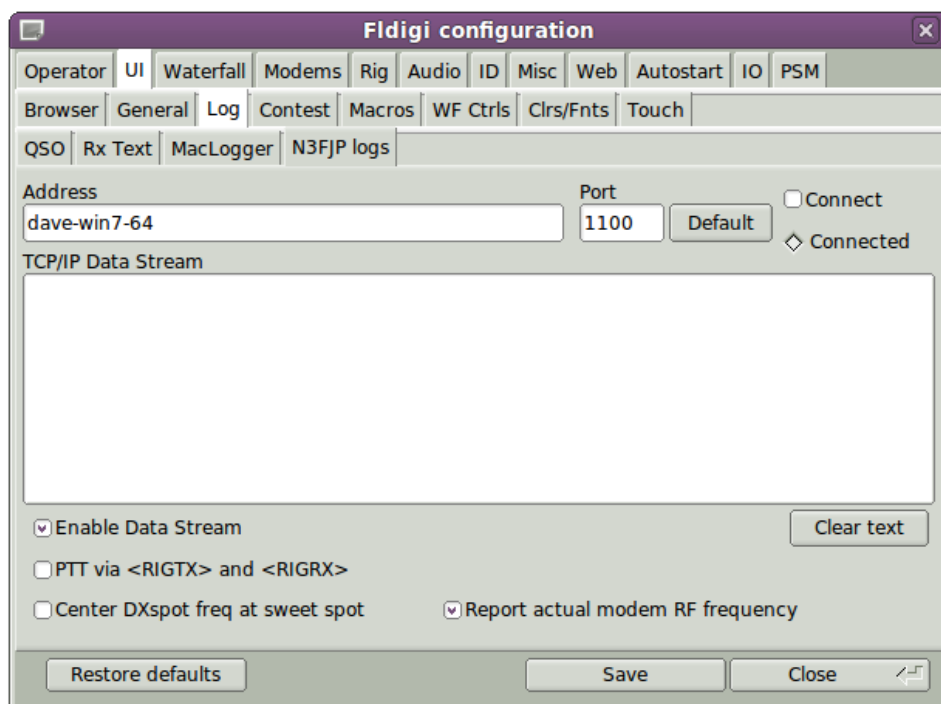 Fldigi configuration
Operator UI Waterfall Modems Rig Audio ID Misc Web Autostart IO PSM
Browser General Log Contest Macros WF Ctrls Clrs/Fnts Touch
QSO Rx Text MacLogger N3FJP logs
Address Port
Connect
dave-win7-64 1100 Default
Connected
TCP/IP Data Stream
Enable Data Stream Clear text
PTT via <RIGTX> and <RIGRX>
Center DXspot freq at sweet spot Report actual modem RF frequency
Restore defaults Save Close